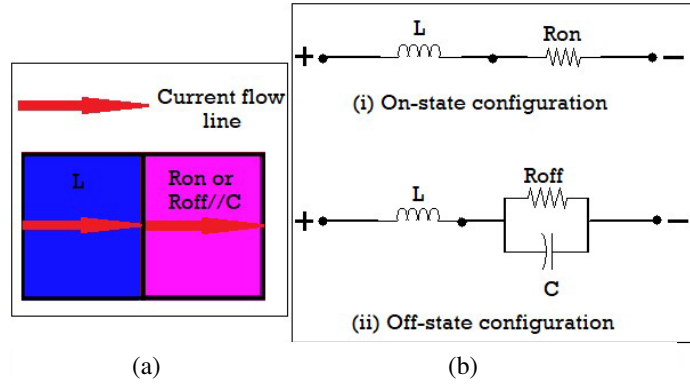 Current flow
line
L
Ron or
Roff//C
(a)
L
Ron
+
−
(i) On-state configuration
Roff
L
+
−
C
(ii) Off-state configuration
(b)